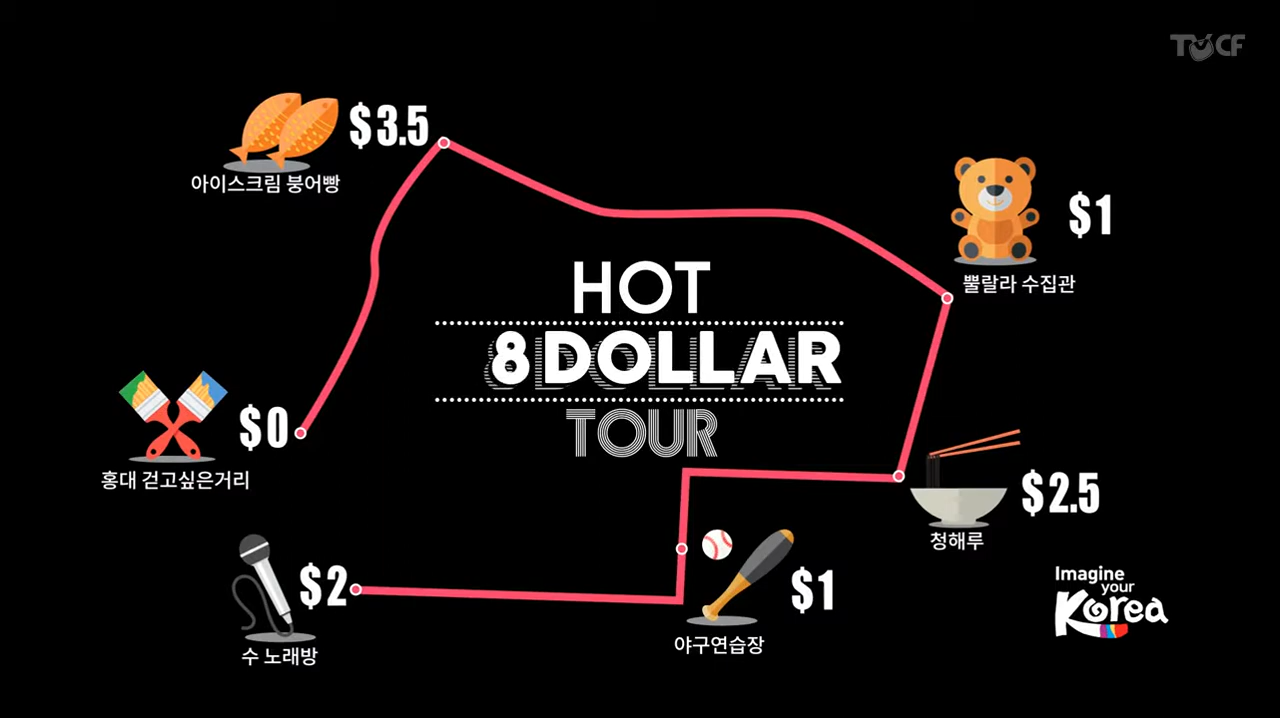 TVCF
$3.5
아이스크림 붕어빵
$1
뽈랄라 수집관
HOT
8 DOLLAR
TOUR
$0
홍대 걷고싶은거리
$2.5
청해루
$2
수 노래방
$1
야구연습장
Imagine
your
Korea